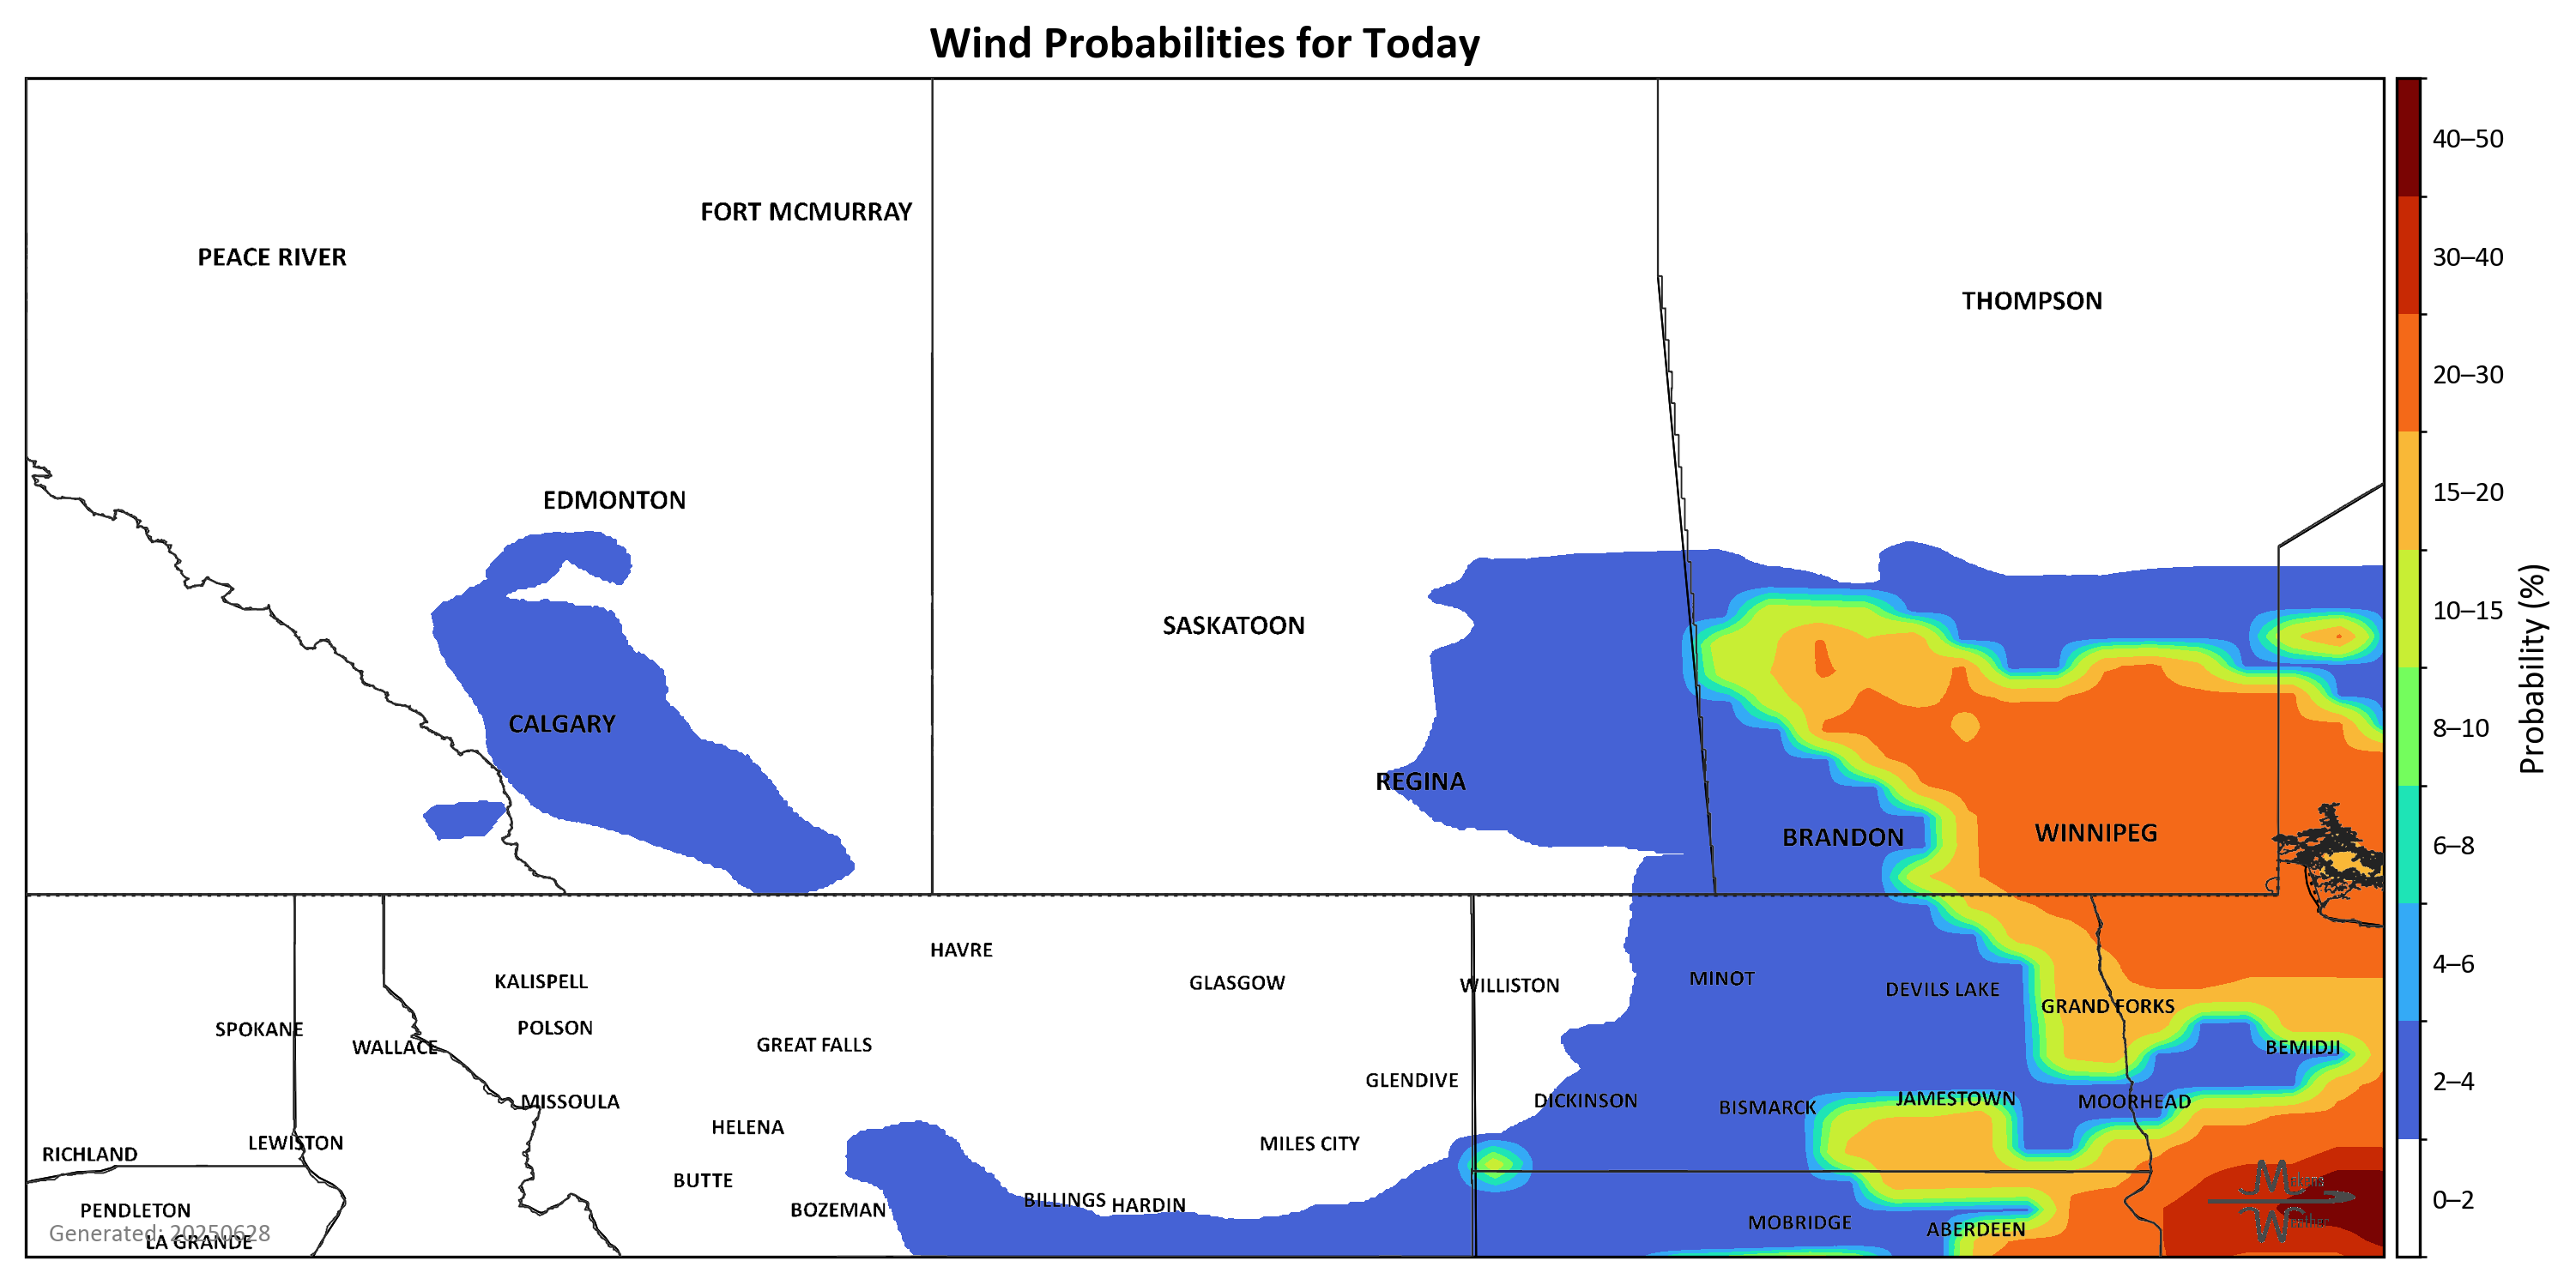 Wind Probabilities for Today
FORT MCMURRAY
PEACE RIVER
THOMPSON
EDMONTON
SASKATOON
CALGARY
REGINA
BRANDON
WINNIPEG
HAVRE
KALISPELL
GLASGOW
WILLISTON
MINOT
DEVILS LAKE
GRAND FORKS
SPOKANE
POLSON
WALLACE
GREAT FALLS
BEMIDJI
GLENDIVE
MISSOULA
DICKINSON
BISMARCK
JAMESTOWN
MOORHEAD
HELENA
LEWISTON
MILES CITY
RICHLAND
BUTTE
BILLINGS
HARDIN
PENDLETON
BOZEMAN
MOBRIDGE
ABERDEEN
Generated: 20250628
LA GRANDE
Weather
40–50
30–40
20–30
15–20
10–15
8–10
6–8
4–6
2–4
0–2
Probability (%)